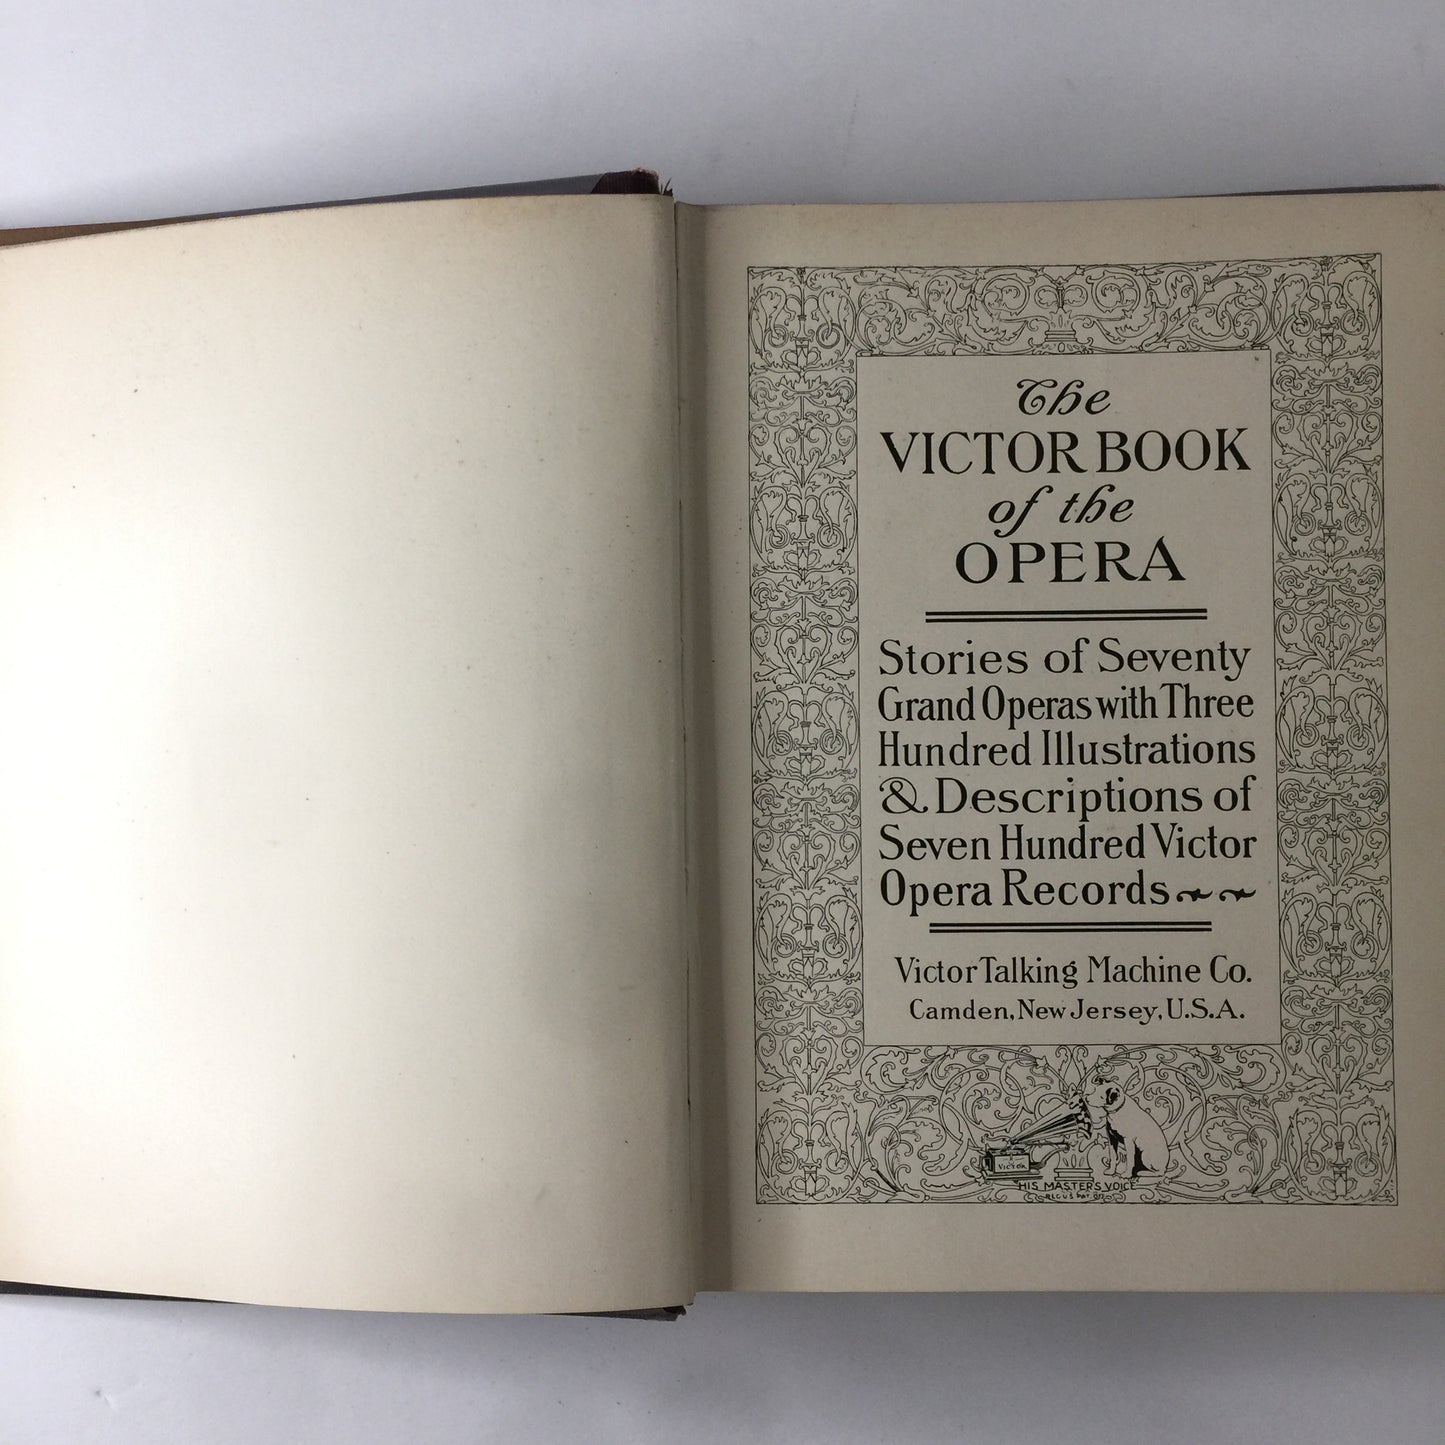 The
VICTOR BOOK
of the
OPERA
Stories of Seventy
Grand Operas with Three
Hundred Illustrations
& Descriptions of
Seven Hundred Victor
Opera Records
Victor Talking Machine Co.
Camden, New Jersey, U.S.A.
VICTOR
"HIS MASTERS VOICE"